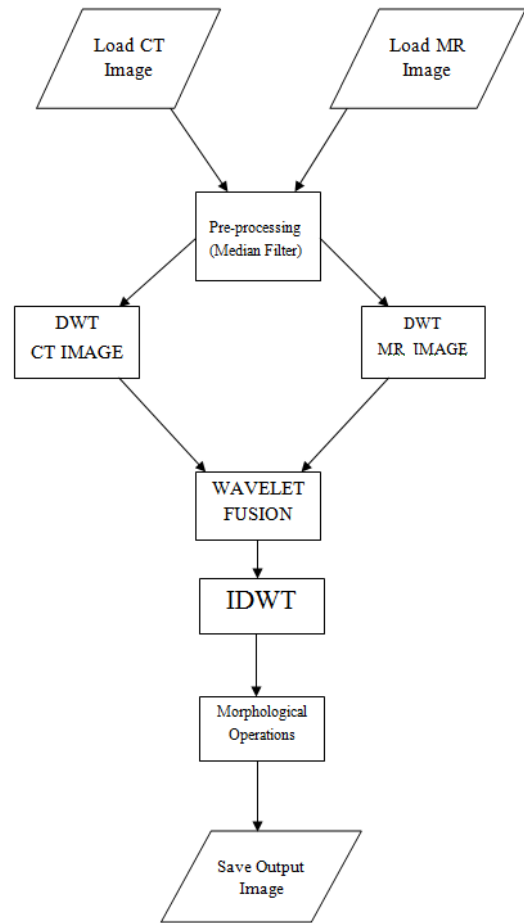 Load CT
Image
Load MR
Image
Pre-processing
(Median Filter)
DWT
CT IMAGE
DWT
MR IMAGE
WAVELET
FUSION
IDWT
Morphological
Operations
Save Output
Image